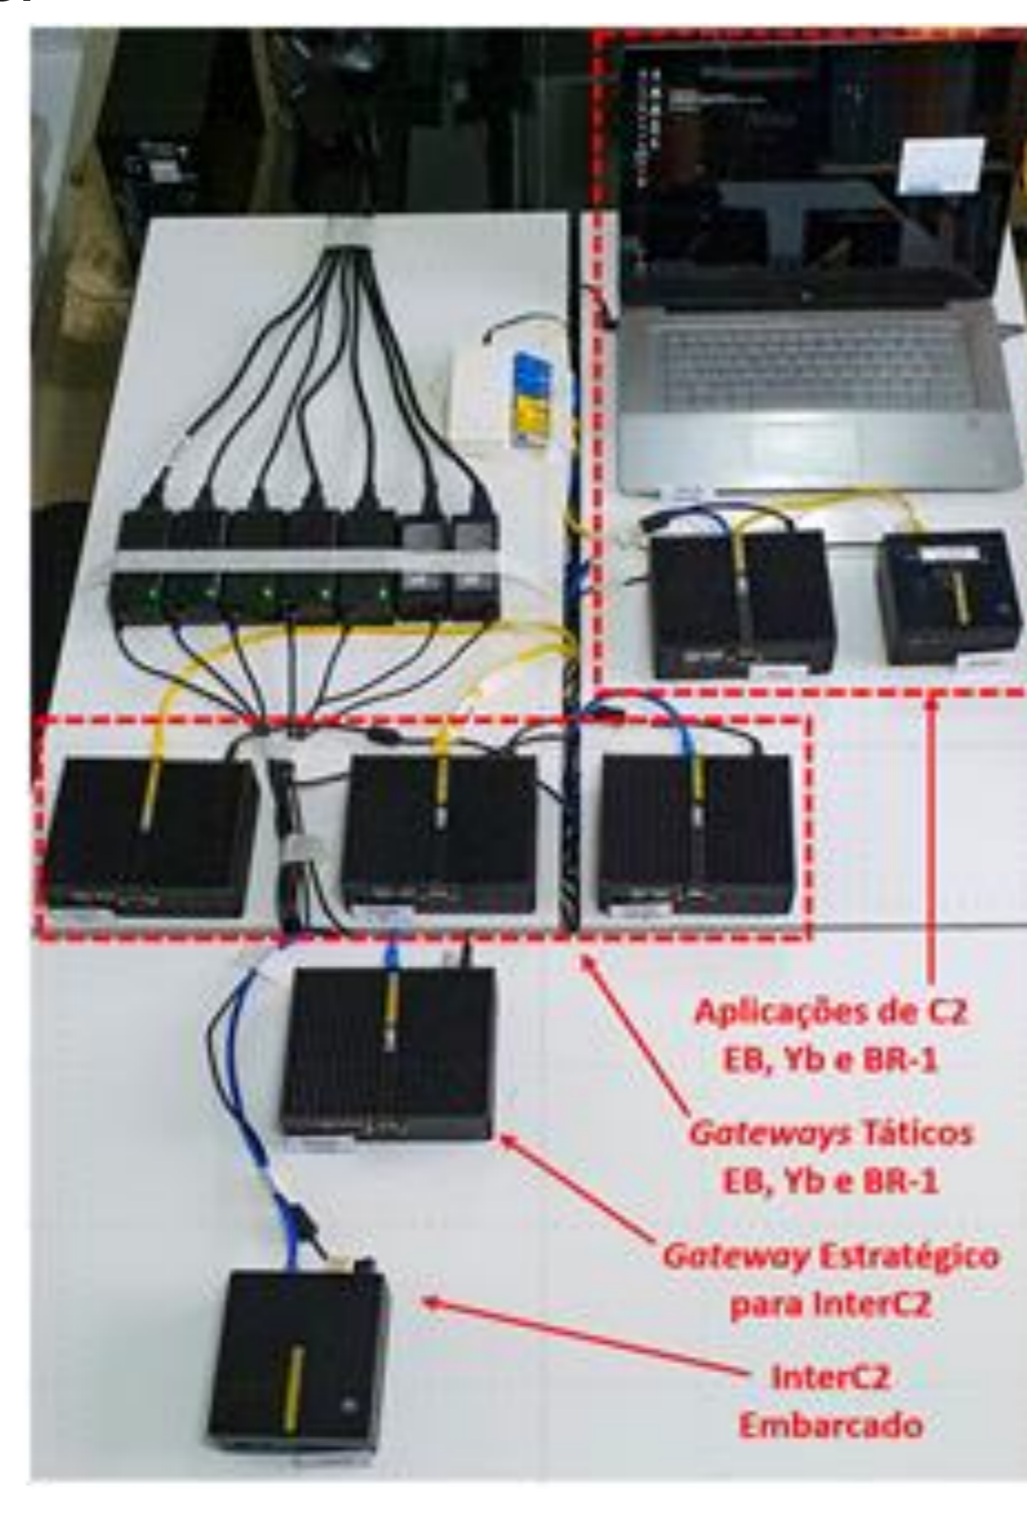 Aplicações de C2
EB, Yb e BR-1
Gateways Táticos
EB, Yb e BR-1
Gateway Estratégico
para InterC2
InterC2
Embarcado